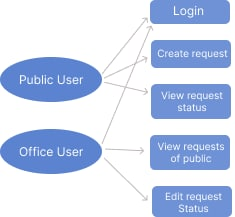 Login
Create request
Public User
View request
status
Office User
View requests
of public
Edit request
Status